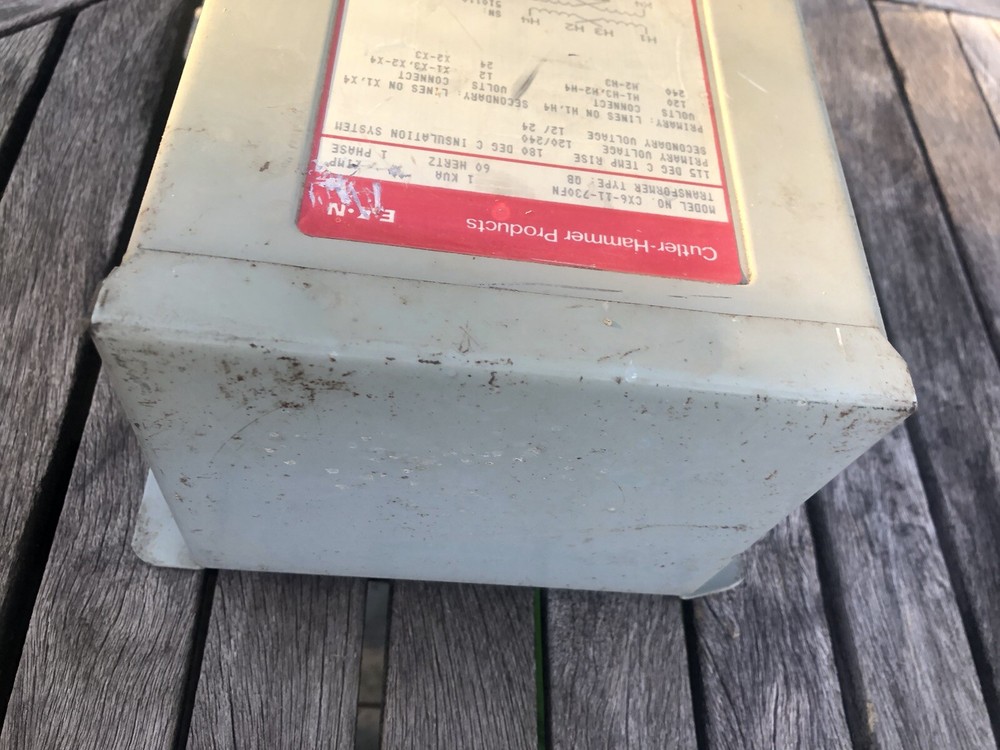 Cutler-Hammer Products
MODEL NO. CX6-11-730FN 1 KVA
TRANSFORMER TYPE: QB 60 HERTZ 1 PHASE
115 DEG C TEMP RISE 180 DEG C INSULATION SYSTEM
PRIMARY VOLTAGE 120/240
SECONDARY VOLTAGE 12/ 24
PRIMARY: LINES ON H1,H4 SECONDARY: LINES ON X1,X4
VOLTS CONNECT VOLTS CONNECT
120 H1-H3,H2-H4 12 X1-X3,X2-X4
240 H2-H3 24 X2-X3
SN:
H1 H3 H2 H4